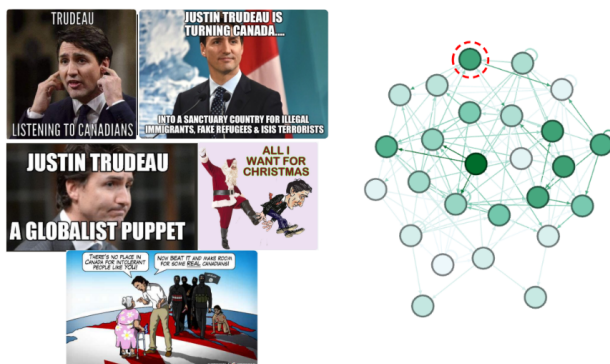 TRUDEAU
LISTENING TO CANADIANS
JUSTIN TRUDEAU IS
TURNING CANADA....
INTO A SANCTUARY COUNTRY FOR ILLEGAL
IMMIGRANTS, FAKE REFUGEES & ISIS TERRORISTS
JUSTIN TRUDEAU
A GLOBALIST PUPPET
ALL I
WANT FOR
CHRISTMAS
THERE'S NO PLACE IN
CANADA FOR INTOLERANT
PEOPLE LIKE YOU!
NOW BEAT IT AND MAKE ROOM
FOR SOME REAL CANADIANS!